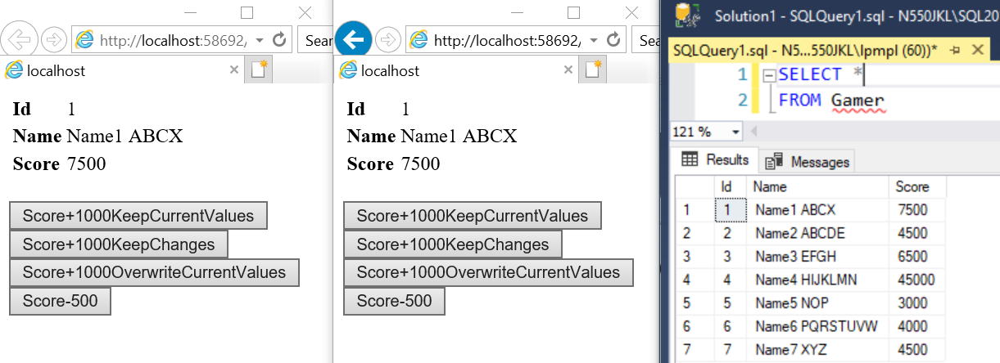 http://localhost:58692/
Sear
localhost
Id 1
Name Name1 ABCX
Score 7500
Score+1000KeepCurrentValues
Score+1000KeepChanges
Score+1000OverwriteCurrentValues
Score-500
http://localhost:58692/
Sea
localhost
Id 1
Name Name1 ABCX
Score 7500
Score+1000KeepCurrentValues
Score+1000KeepChanges
Score+1000OverwriteCurrentValues
Score-500
Solution1 - SQLQuery1.sql - N550JKL\SQL20
SQLQuery1.sql - N5...550JKL\lpmpl (60))*
1 SELECT *
2 FROM Gamer
121 %
Results Messages
Id Name Score
1 1 Name1 ABCX 7500
2 2 Name2 ABCDE 4500
3 3 Name3 EFGH 6500
4 4 Name4 HIJKLMN 45000
5 5 Name5 NOP 3000
6 6 Name6 PQRSTUVW 4000
7 7 Name7 XYZ 4500